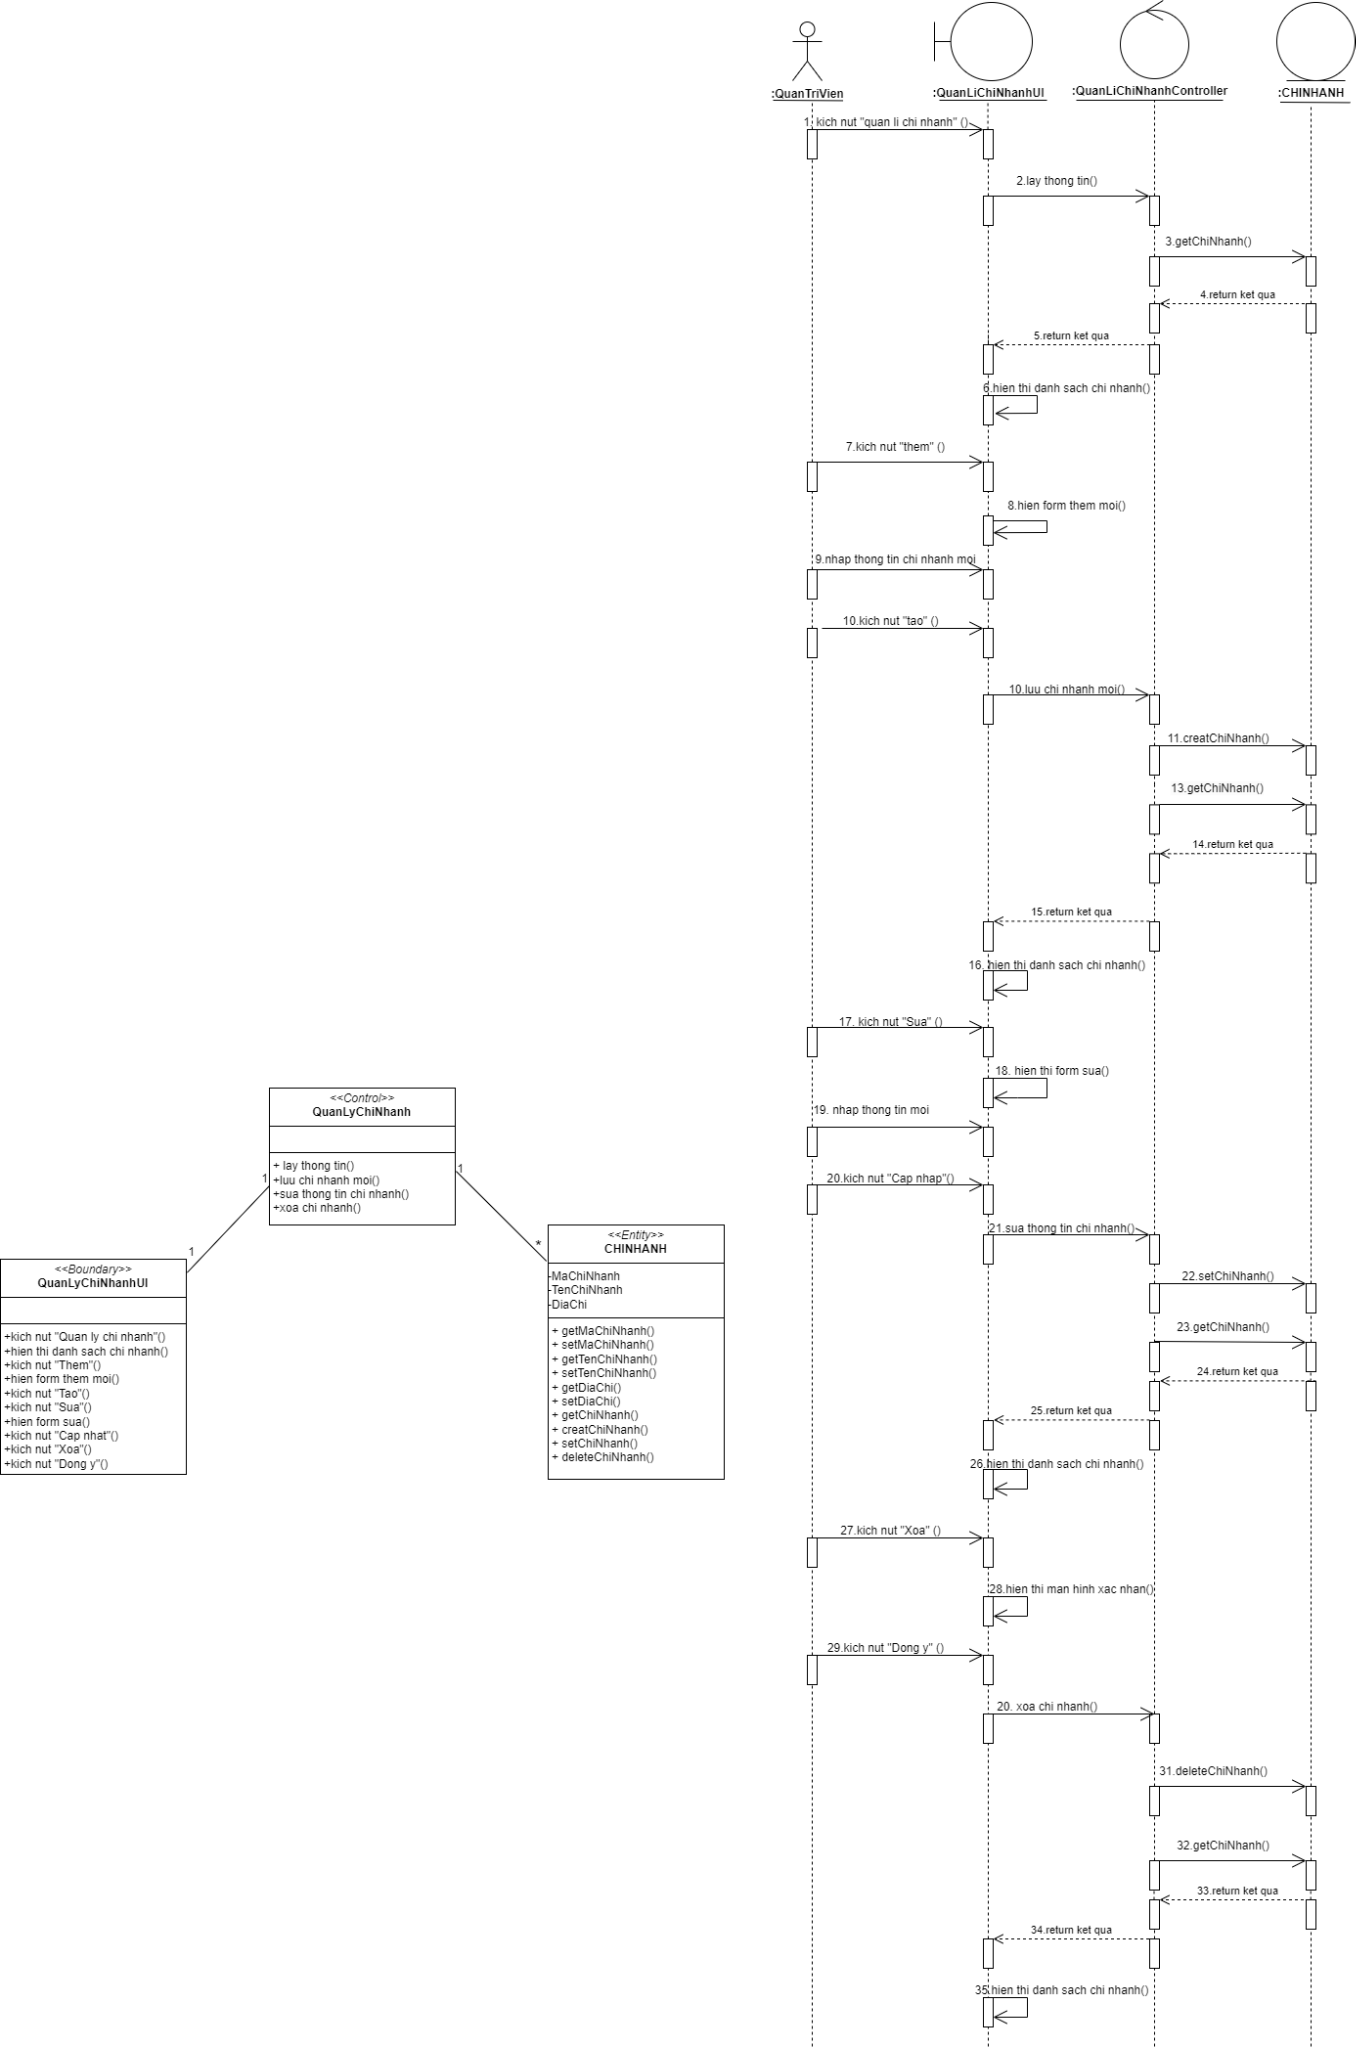 :QuanTriVien
:QuanLiChiNhanhUI
:QuanLiChiNhanhController
:CHINHANH
1. kich nut "quan li chi nhanh" ()
2.lay thong tin()
3.getChiNhanh()
4.return ket qua
5.return ket qua
6.hien thi danh sach chi nhanh()
7.kich nut "them" ()
8.hien form them moi()
9.nhap thong tin chi nhanh moi
10.kich nut "tao" ()
10.luu chi nhanh moi()
11.creatChiNhanh()
13.getChiNhanh()
14.return ket qua
15.return ket qua
16. hien thi danh sach chi nhanh()
17. kich nut "Sua" ()
18. hien thi form sua()
19. nhap thong tin moi
20.kich nut "Cap nhap"()
21.sua thong tin chi nhanh()
22.setChiNhanh()
23.getChiNhanh()
24.return ket qua
25.return ket qua
26.hien thi danh sach chi nhanh()
27.kich nut "Xoa" ()
28.hien thi man hinh xac nhan()
29.kich nut "Dong y" ()
20. xoa chi nhanh()
31.deleteChiNhanh()
32.getChiNhanh()
33.return ket qua
34.return ket qua
35.hien thi danh sach chi nhanh()
<<Control>>
QuanLyChiNhanh
+ lay thong tin()
+luu chi nhanh moi()
+sua thong tin chi nhanh()
+xoa chi nhanh()
1
1
1
*
<<Boundary>>
QuanLyChiNhanhUI
+kich nut "Quan ly chi nhanh"()
+hien thi danh sach chi nhanh()
+kich nut "Them"()
+hien form them moi()
+kich nut "Tao"()
+kich nut "Sua"()
+hien form sua()
+kich nut "Cap nhat"()
+kich nut "Xoa"()
+kich nut "Dong y"()
<<Entity>>
CHINHANH
-MaChiNhanh
-TenChiNhanh
-DiaChi
+ getMaChiNhanh()
+ setMaChiNhanh()
+ getTenChiNhanh()
+ setTenChiNhanh()
+ getDiaChi()
+ setDiaChi()
+ getChiNhanh()
+ creatChiNhanh()
+ setChiNhanh()
+ deleteChiNhanh()